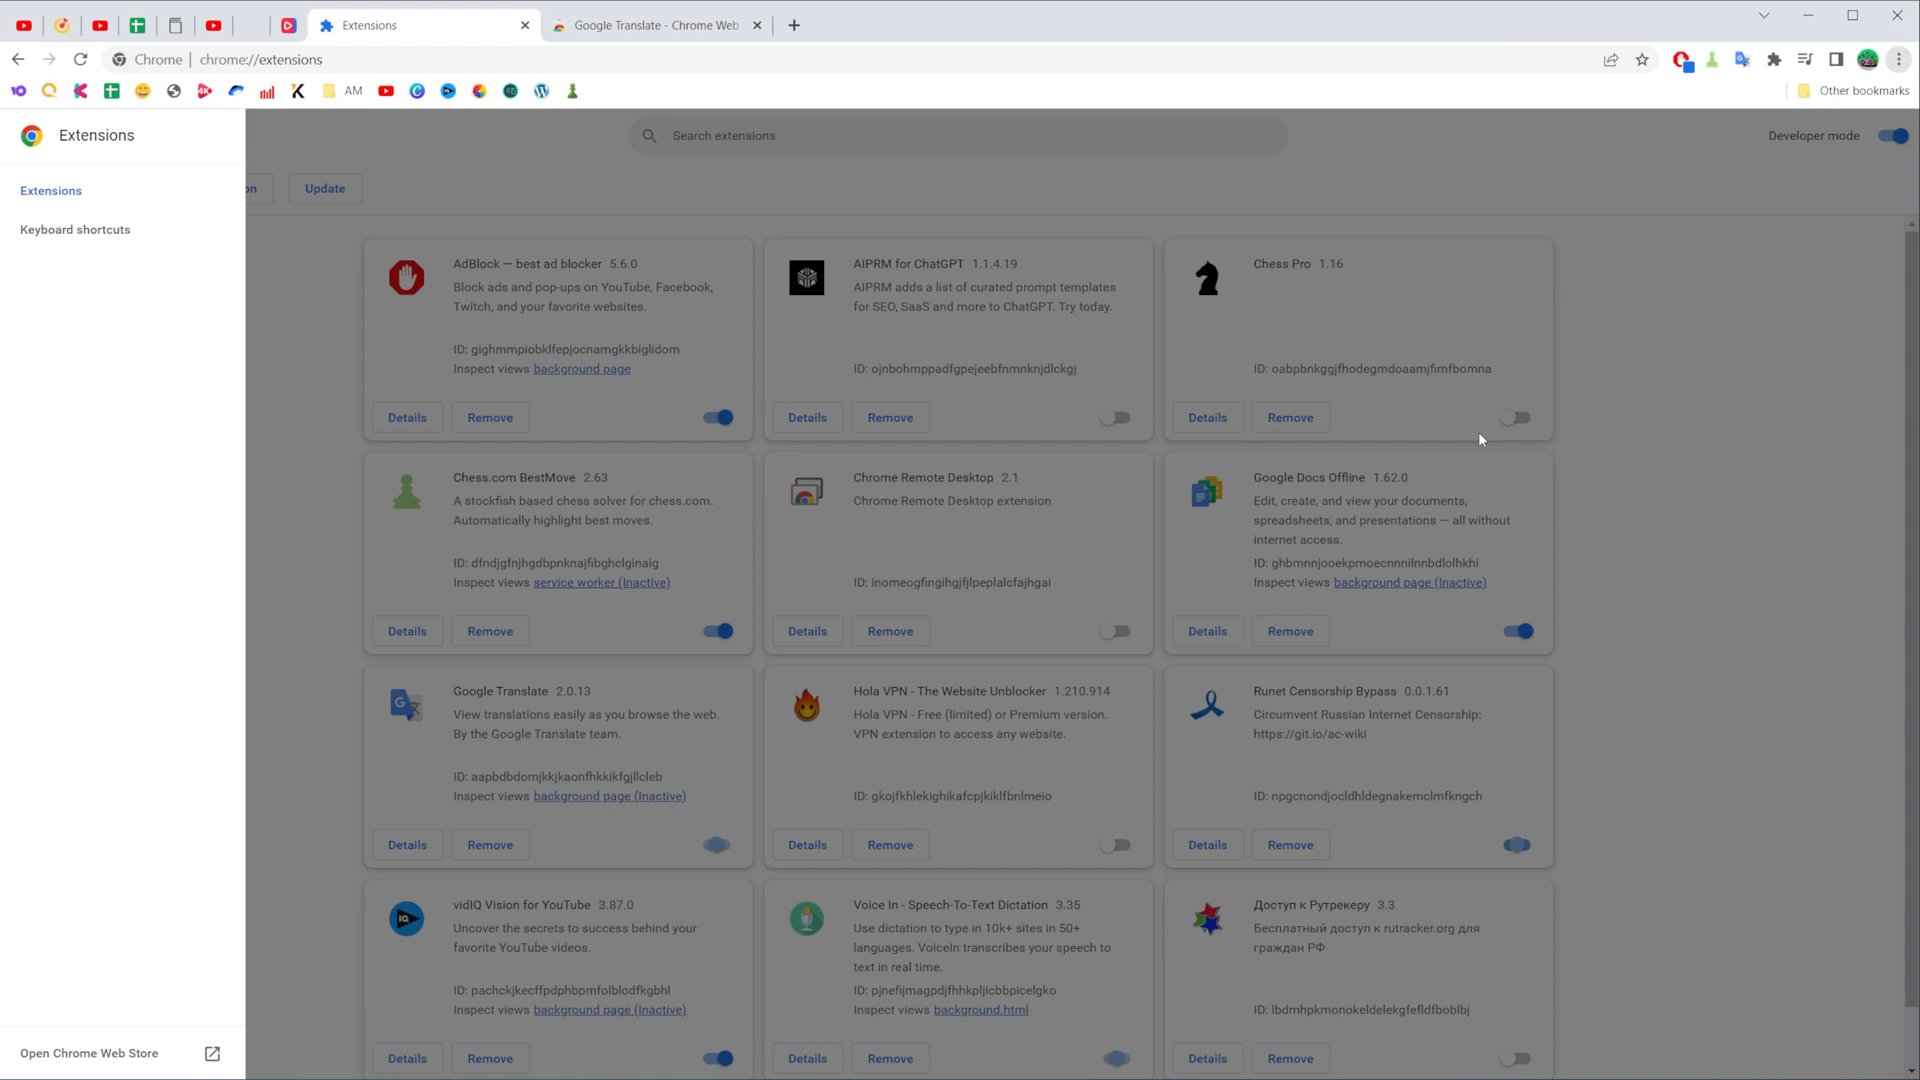 Extensions
Google Translate - Chrome Web
Chrome
chrome://extensions
AM
Other bookmarks
Extensions
Search extensions
Developer mode
Extensions
Keyboard shortcuts
on
Update
AdBlock — best ad blocker 5.6.0
Block ads and pop-ups on YouTube, Facebook,
Twitch, and your favorite websites.
ID: gighmmpiobklfepjocnamgkkbiglidom
Inspect views background page
Details
Remove
AIPRM for ChatGPT 1.1.4.19
AIPRM adds a list of curated prompt templates
for SEO, SaaS and more to ChatGPT. Try today.
ID: ojnbohmppadfgpejeebfnmnknjdlckgj
Details
Remove
Chess Pro 1.16
ID: oabpbnkggjfhodegmdoaamjfimfbomna
Details
Remove
Chess.com BestMove 2.63
A stockfish based chess solver for chess.com.
Automatically highlight best moves.
ID: dfndjgfnjhgdbpnknajfibghclginaig
Inspect views service worker (Inactive)
Details
Remove
Chrome Remote Desktop 2.1
Chrome Remote Desktop extension
ID: inomeogfingihgjfjlpeplalcfajhgai
Details
Remove
Google Docs Offline 1.62.0
Edit, create, and view your documents,
spreadsheets, and presentations — all without
internet access.
ID: ghbmnnjooekpmoecnnnilnnbdlolhkhi
Inspect views background page (Inactive)
Details
Remove
Google Translate 2.0.13
View translations easily as you browse the web.
By the Google Translate team.
ID: aapbdbdomjkkjkaonfhkkikfgjllcleb
Inspect views background page (Inactive)
Details
Remove
Hola VPN - The Website Unblocker 1.210.914
Hola VPN - Free (limited) or Premium version.
VPN extension to access any website.
ID: gkojfkhlekighikafcpjkiklfbnlmeio
Details
Remove
Runet Censorship Bypass 0.0.1.61
Circumvent Russian Internet Censorship:
https://git.io/ac-wiki
ID: npgcnondjocldhldegnakemclmfkngch
Details
Remove
vidIQ Vision for YouTube 3.87.0
Uncover the secrets to success behind your
favorite YouTube videos.
ID: pachckjkecffpdphbpmfolblodfkgbhl
Inspect views background page (Inactive)
Details
Remove
Voice In - Speech-To-Text Dictation 3.35
Use dictation to type in 10k+ sites in 50+
languages. VoiceIn transcribes your speech to
text in real time.
ID: pjnefijmagpdjfhhkpljicbbpicelgko
Inspect views background.html
Details
Remove
Доступ к Рутрекеру 3.3
Бесплатный доступ к rutracker.org для
граждан РФ
ID: lbdmhpkmonokeldelekgfefldfboblbj
Details
Remove
Open Chrome Web Store